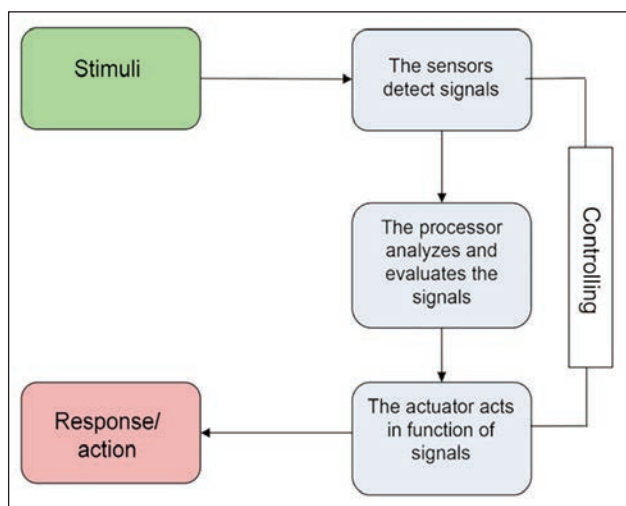 Stimuli
The sensors
detect signals
The processor
analyzes and
evaluates the
signals
Controlling
The actuator acts
in function of
signals
Response/
action